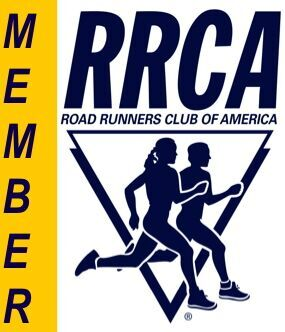 MEMBER
RRCA
ROAD RUNNERS CLUB OF AMERICA
®